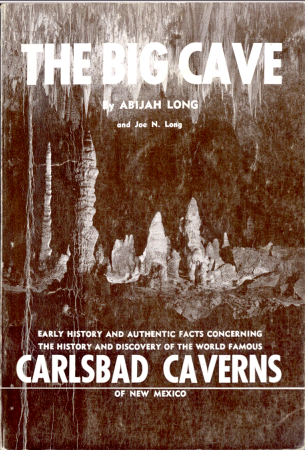 THE BIG CAVE
By ABIJAH LONG
and Joe N. Long
EARLY HISTORY AND AUTHENTIC FACTS CONCERNING
THE HISTORY AND DISCOVERY OF THE WORLD FAMOUS
CARLSBAD CAVERNS
OF NEW MEXICO